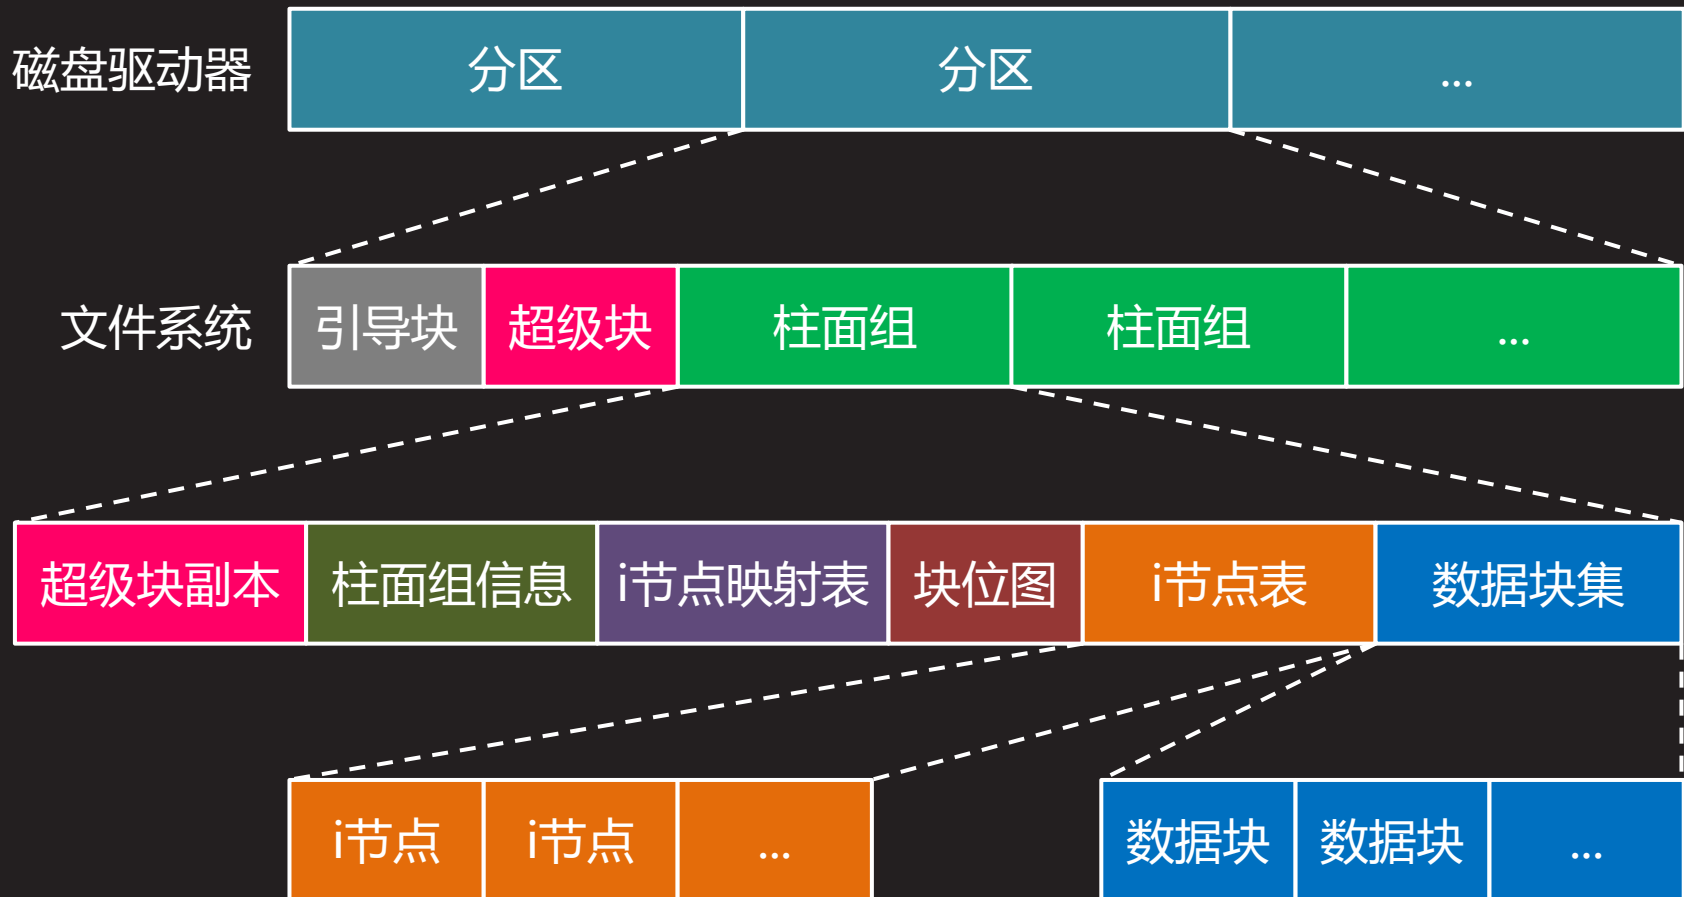 磁盘驱动器 分区 分区 ...
文件系统 引导块 超级块 柱面组 柱面组 ...
超级块副本 柱面组信息 i节点映射表 块位图 i节点表 数据块集
i节点 i节点 ... 数据块 数据块 ...